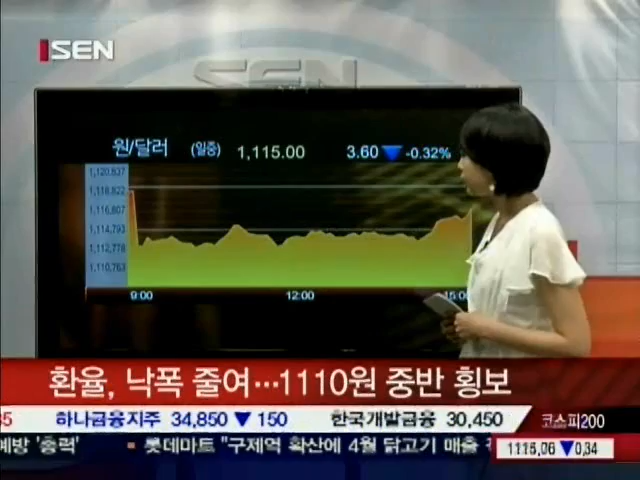 SEN
SEN
원/달러 (일중) 1,115.00 3.60 ▼ -0.32%
1,120,837
1,118,822
1,116,807
1,114,793
1,112,778
1,110,763
9:00 12:00 15:00
환율, 낙폭 줄여…1110원 중반 횡보
하나금융지주 34,850 ▼ 150 한국개발금융 30,450 코스피200
예방 '총력' ▪ 롯데마트 "구제역 확산에 4월 닭고기 매출 1115,06 ▼0,34